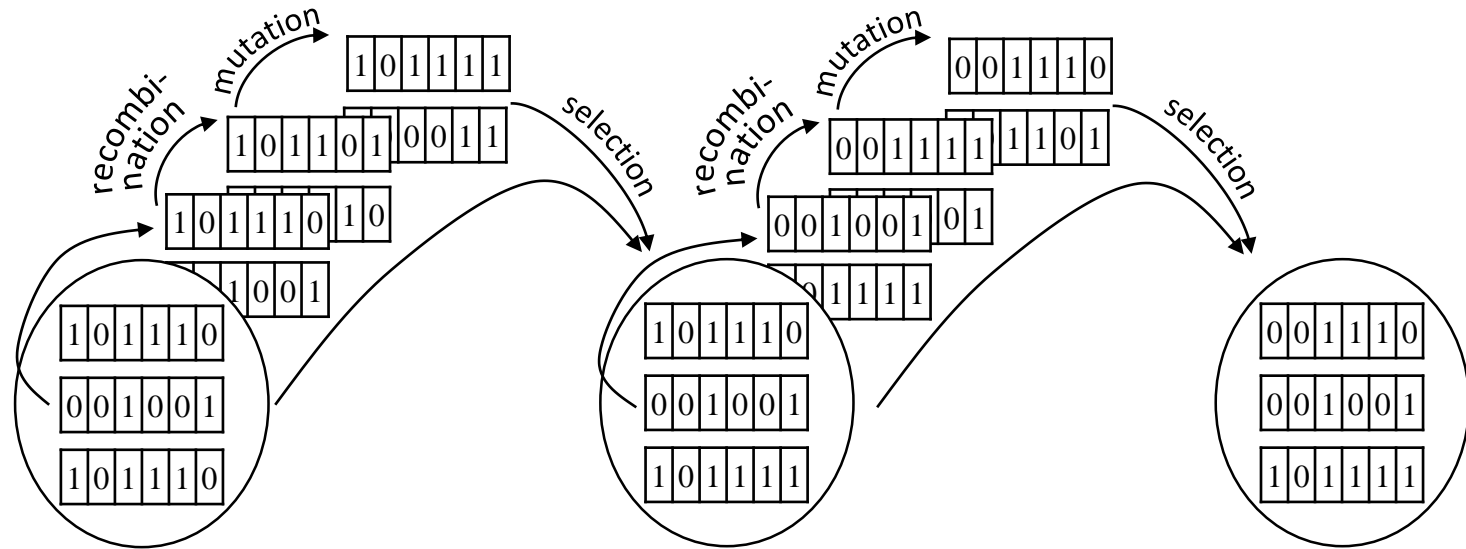 mutation
1 0 1 1 1 1
recombi-
nation
1 0 1 1 0 1
0 0 1 1
selection
1 0 1 1 1 0
1 0
1 0 0 1
1 0 1 1 1 0
0 0 1 0 0 1
1 0 1 1 1 0
mutation
0 0 1 1 1 0
recombi-
nation
0 0 1 1 1 1
1 1 0 1
selection
0 0 1 0 0 1
0 1
0 1 1 1 1
1 0 1 1 1 0
0 0 1 0 0 1
1 0 1 1 1 1
0 0 1 1 1 0
0 0 1 0 0 1
1 0 1 1 1 1